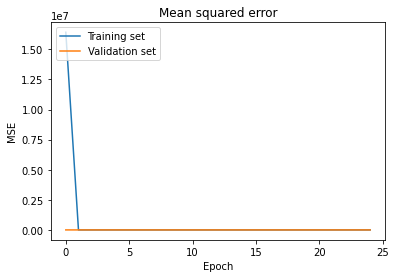 Mean squared error
1e7
Training set
Validation set
1.50
1.25
1.00
0.75
0.50
0.25
0.00
MSE
0
5
10
15
20
25
Epoch